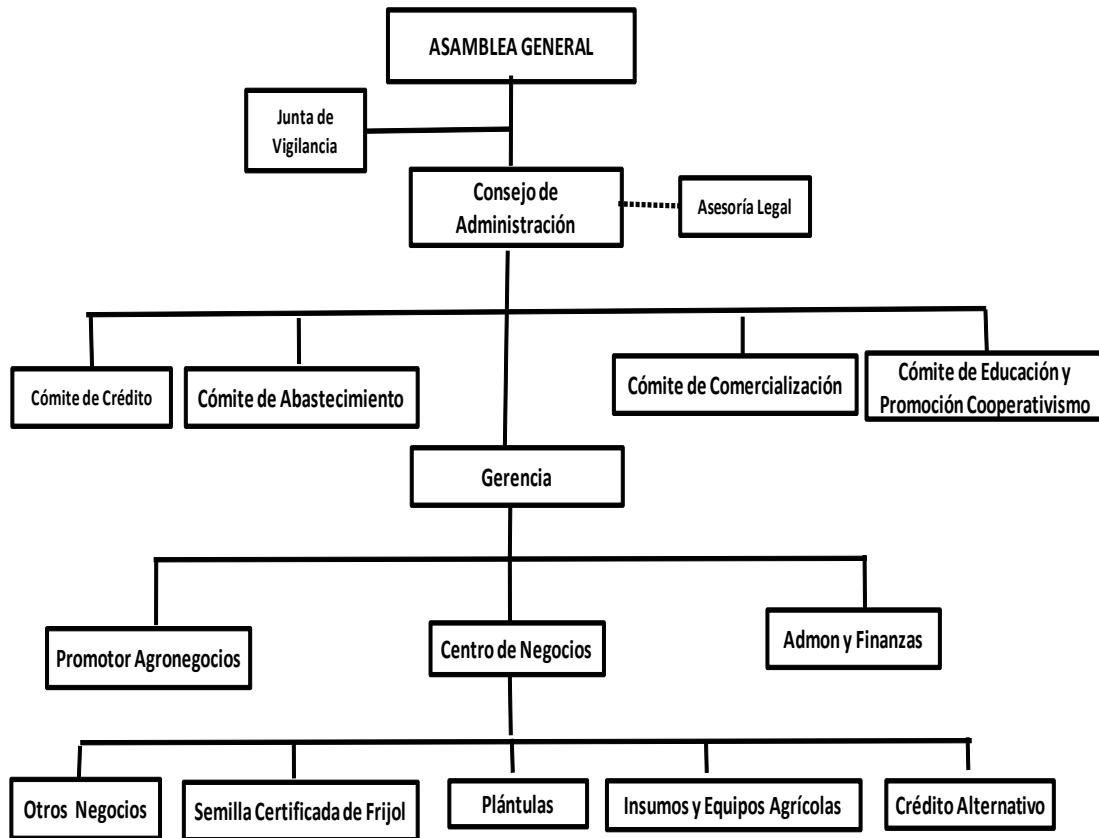 ASAMBLEA GENERAL
Junta de
Vigilancia
Consejo de
Administración
Asesoría Legal
Cómite de Crédito
Cómite de Abastecimiento
Cómite de Comercialización
Cómite de Educación y
Promoción Cooperativismo
Gerencia
Promotor Agronegocios
Centro de Negocios
Admon y Finanzas
Otros Negocios
Semilla Certificada de Frijol
Plántulas
Insumos y Equipos Agrícolas
Crédito Alternativo